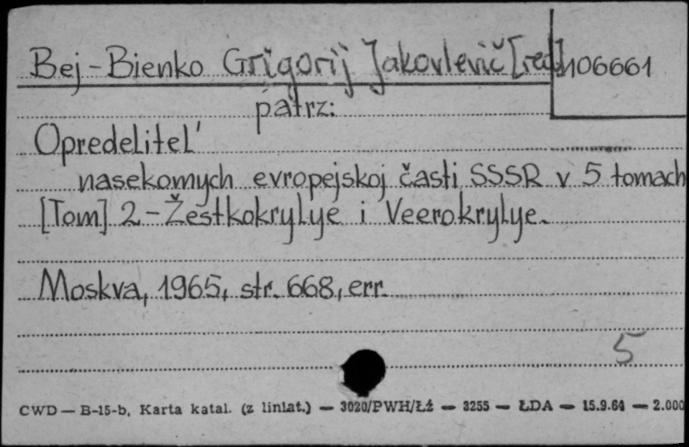 Bej-Bienko Grigorij Jakovlevič [red.] 106661
patrz:
Opredelitel'
nasekomych evropejskoj časti SSSR v 5 tomach
[Tom] 2 - Žestkokrylye i Veerokrylye.
Moskva, 1965, str. 668, err.
5
CWD — B-15-b, Karta katal. (z liniat.) — 3020/PWH/Łż — 3255 — ŁDA — 15.9.64 — 2.000